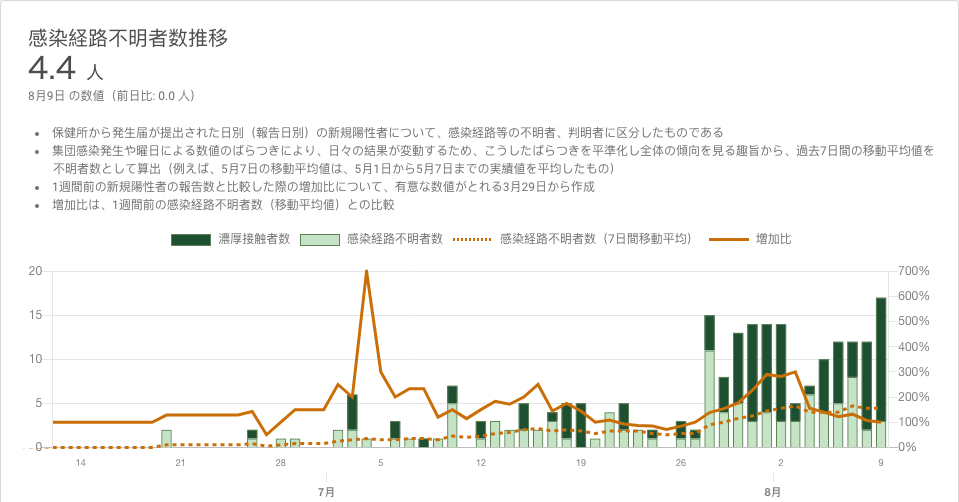 感染経路不明者数推移
4.4 人
8月9日 の数値（前日比: 0.0 人）
• 保健所から発生届が提出された日別（報告日別）の新規陽性者について、感染経路等の不明者、判明者に区分したものである
• 集団感染発生や曜日による数値のばらつきにより、日々の結果が変動するため、こうしたばらつきを平準化し全体の傾向を見る趣旨から、過去7日間の移動平均値を
不明者数として算出（例えば、5月7日の移動平均値は、5月1日から5月7日までの実績値を平均したもの）
• 1週間前の新規陽性者の報告数と比較した際の増加比について、有意な数値がとれる3月29日から作成
• 増加比は、1週間前の感染経路不明者数（移動平均値）との比較
濃厚接触者数 感染経路不明者数 感染経路不明者数（7日間移動平均） 増加比
20 700%
600%
15 500%
400%
10 300%
5 200%
100%
0 0%
14 21 28 5 12 19 26 2 9
7月 8月